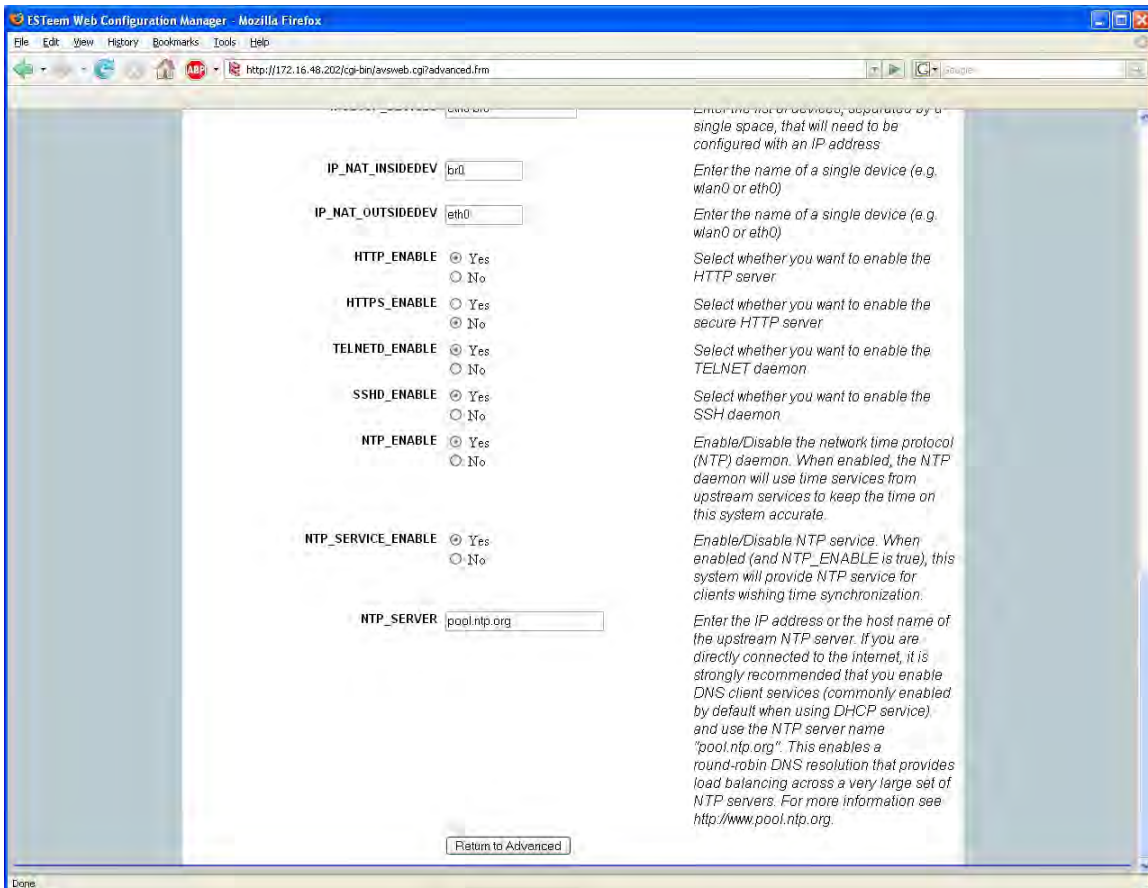 ESTeem Web Configuration Manager - Mozilla Firefox
File Edit View History Bookmarks Tools Help
ABP http://172.16.48.202/cgi-bin/avsweb.cgi?advanced.frm Google
single space, that will need to be
configured with an IP address
IP_NAT_INSIDEDEV br0 Enter the name of a single device (e.g.
wlan0 or eth0)
IP_NAT_OUTSIDEDEV eth0 Enter the name of a single device (e.g.
wlan0 or eth0)
HTTP_ENABLE Yes Select whether you want to enable the
No HTTP server
HTTPS_ENABLE Yes Select whether you want to enable the
No secure HTTP server
TELNETD_ENABLE Yes Select whether you want to enable the
No TELNET daemon
SSHD_ENABLE Yes Select whether you want to enable the
No SSH daemon
NTP_ENABLE Yes Enable/Disable the network time protocol
No (NTP) daemon. When enabled, the NTP
daemon will use time services from
upstream services to keep the time on
this system accurate.
NTP_SERVICE_ENABLE Yes Enable/Disable NTP service. When
No enabled (and NTP_ENABLE is true), this
system will provide NTP service for
clients wishing time synchronization.
NTP_SERVER pool.ntp.org Enter the IP address or the host name of
the upstream NTP server. If you are
directly connected to the internet, it is
strongly recommended that you enable
DNS client services (commonly enabled
by default when using DHCP service)
and use the NTP server name
"pool.ntp.org". This enables a
round-robin DNS resolution that provides
load balancing across a very large set of
NTP servers. For more information see
http://www.pool.ntp.org.
Return to Advanced
Done